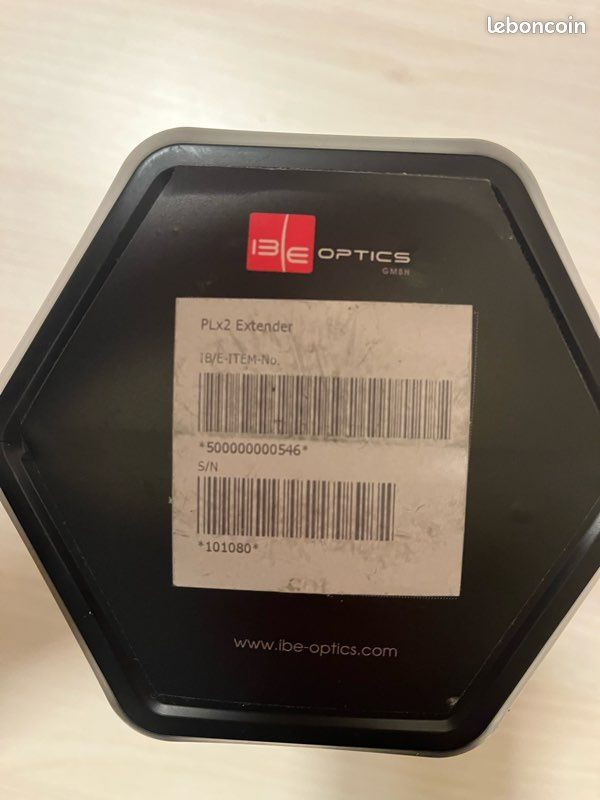 leboncoin
IB/E OPTICS
GMBH
PLx2 Extender
IB/E-ITEM-No.
*500000000546*
S/N
*101080*
www.ibe-optics.com